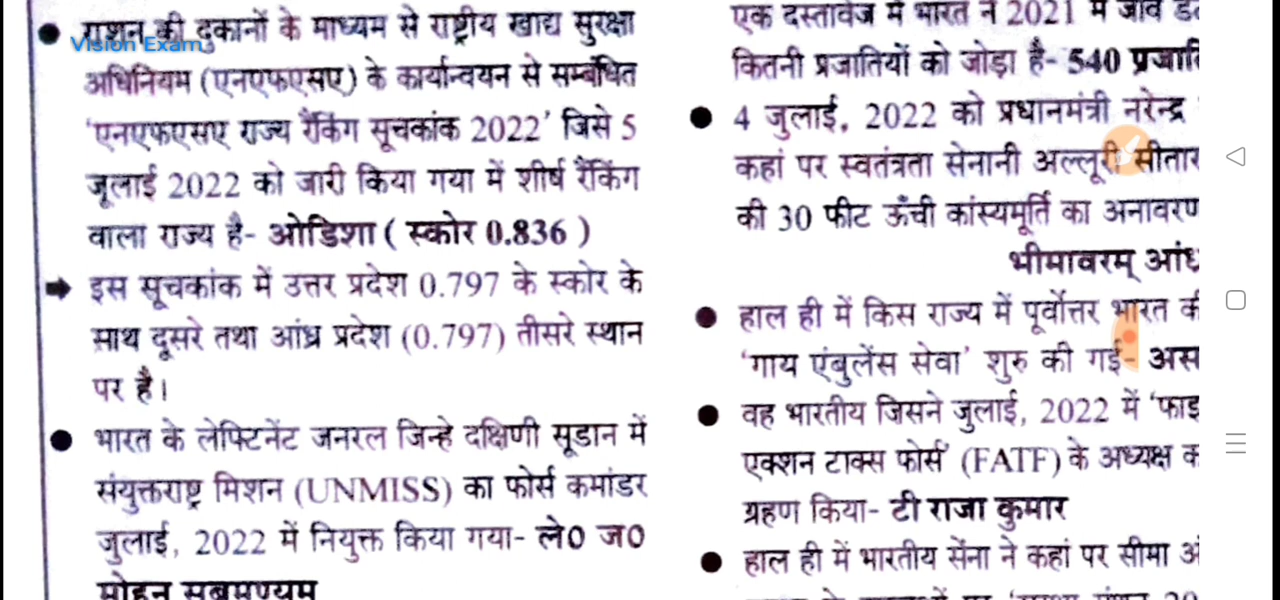 राशन की दुकानों के माध्यम से राष्ट्रीय खाद्य सुरक्षा
Vision Exam
अधिनियम (एनएफएसए) के कार्यान्वयन से सम्बंधित
'एनएफएसए राज्य रैंकिंग सूचकांक 2022' जिसे 5
जूलाई 2022 को जारी किया गया में शीर्ष रैंकिंग
वाला राज्य है- ओडिशा ( स्कोर 0.836 )
इस सूचकांक में उत्तर प्रदेश 0.797 के स्कोर के
साथ दूसरे तथा आंध्र प्रदेश (0.797) तीसरे स्थान
पर है।
भारत के लेफ्टिनेंट जनरल जिन्हे दक्षिणी सूडान में
संयुक्तराष्ट्र मिशन (UNMISS) का फोर्स कमांडर
जुलाई, 2022 में नियुक्त किया गया- ले0 ज0
मोहन सुब्रमण्यम
एक दस्तावेज में भारत ने 2021 में जीव
कितनी प्रजातियों को जोड़ा है- 540
4 जुलाई, 2022 को प्रधानमंत्री नरेन्द्र
कहां पर स्वतंत्रता सेनानी अल्लूरी
की 30 फीट ऊँची कांस्यमूर्ति का अनावरण
भीमावरम्
हाल ही में किस राज्य में पूर्वोत्तर भारत की
'गाय एंबुलेंस सेवा' शुरु की गई-
वह भारतीय जिसने जुलाई, 2022 में
एक्शन टाक्स फोर्स' (FATF) के अध्यक्ष
ग्रहण किया- टी राजा कुमार
हाल ही में भारतीय सेंना ने कहां पर सीमा